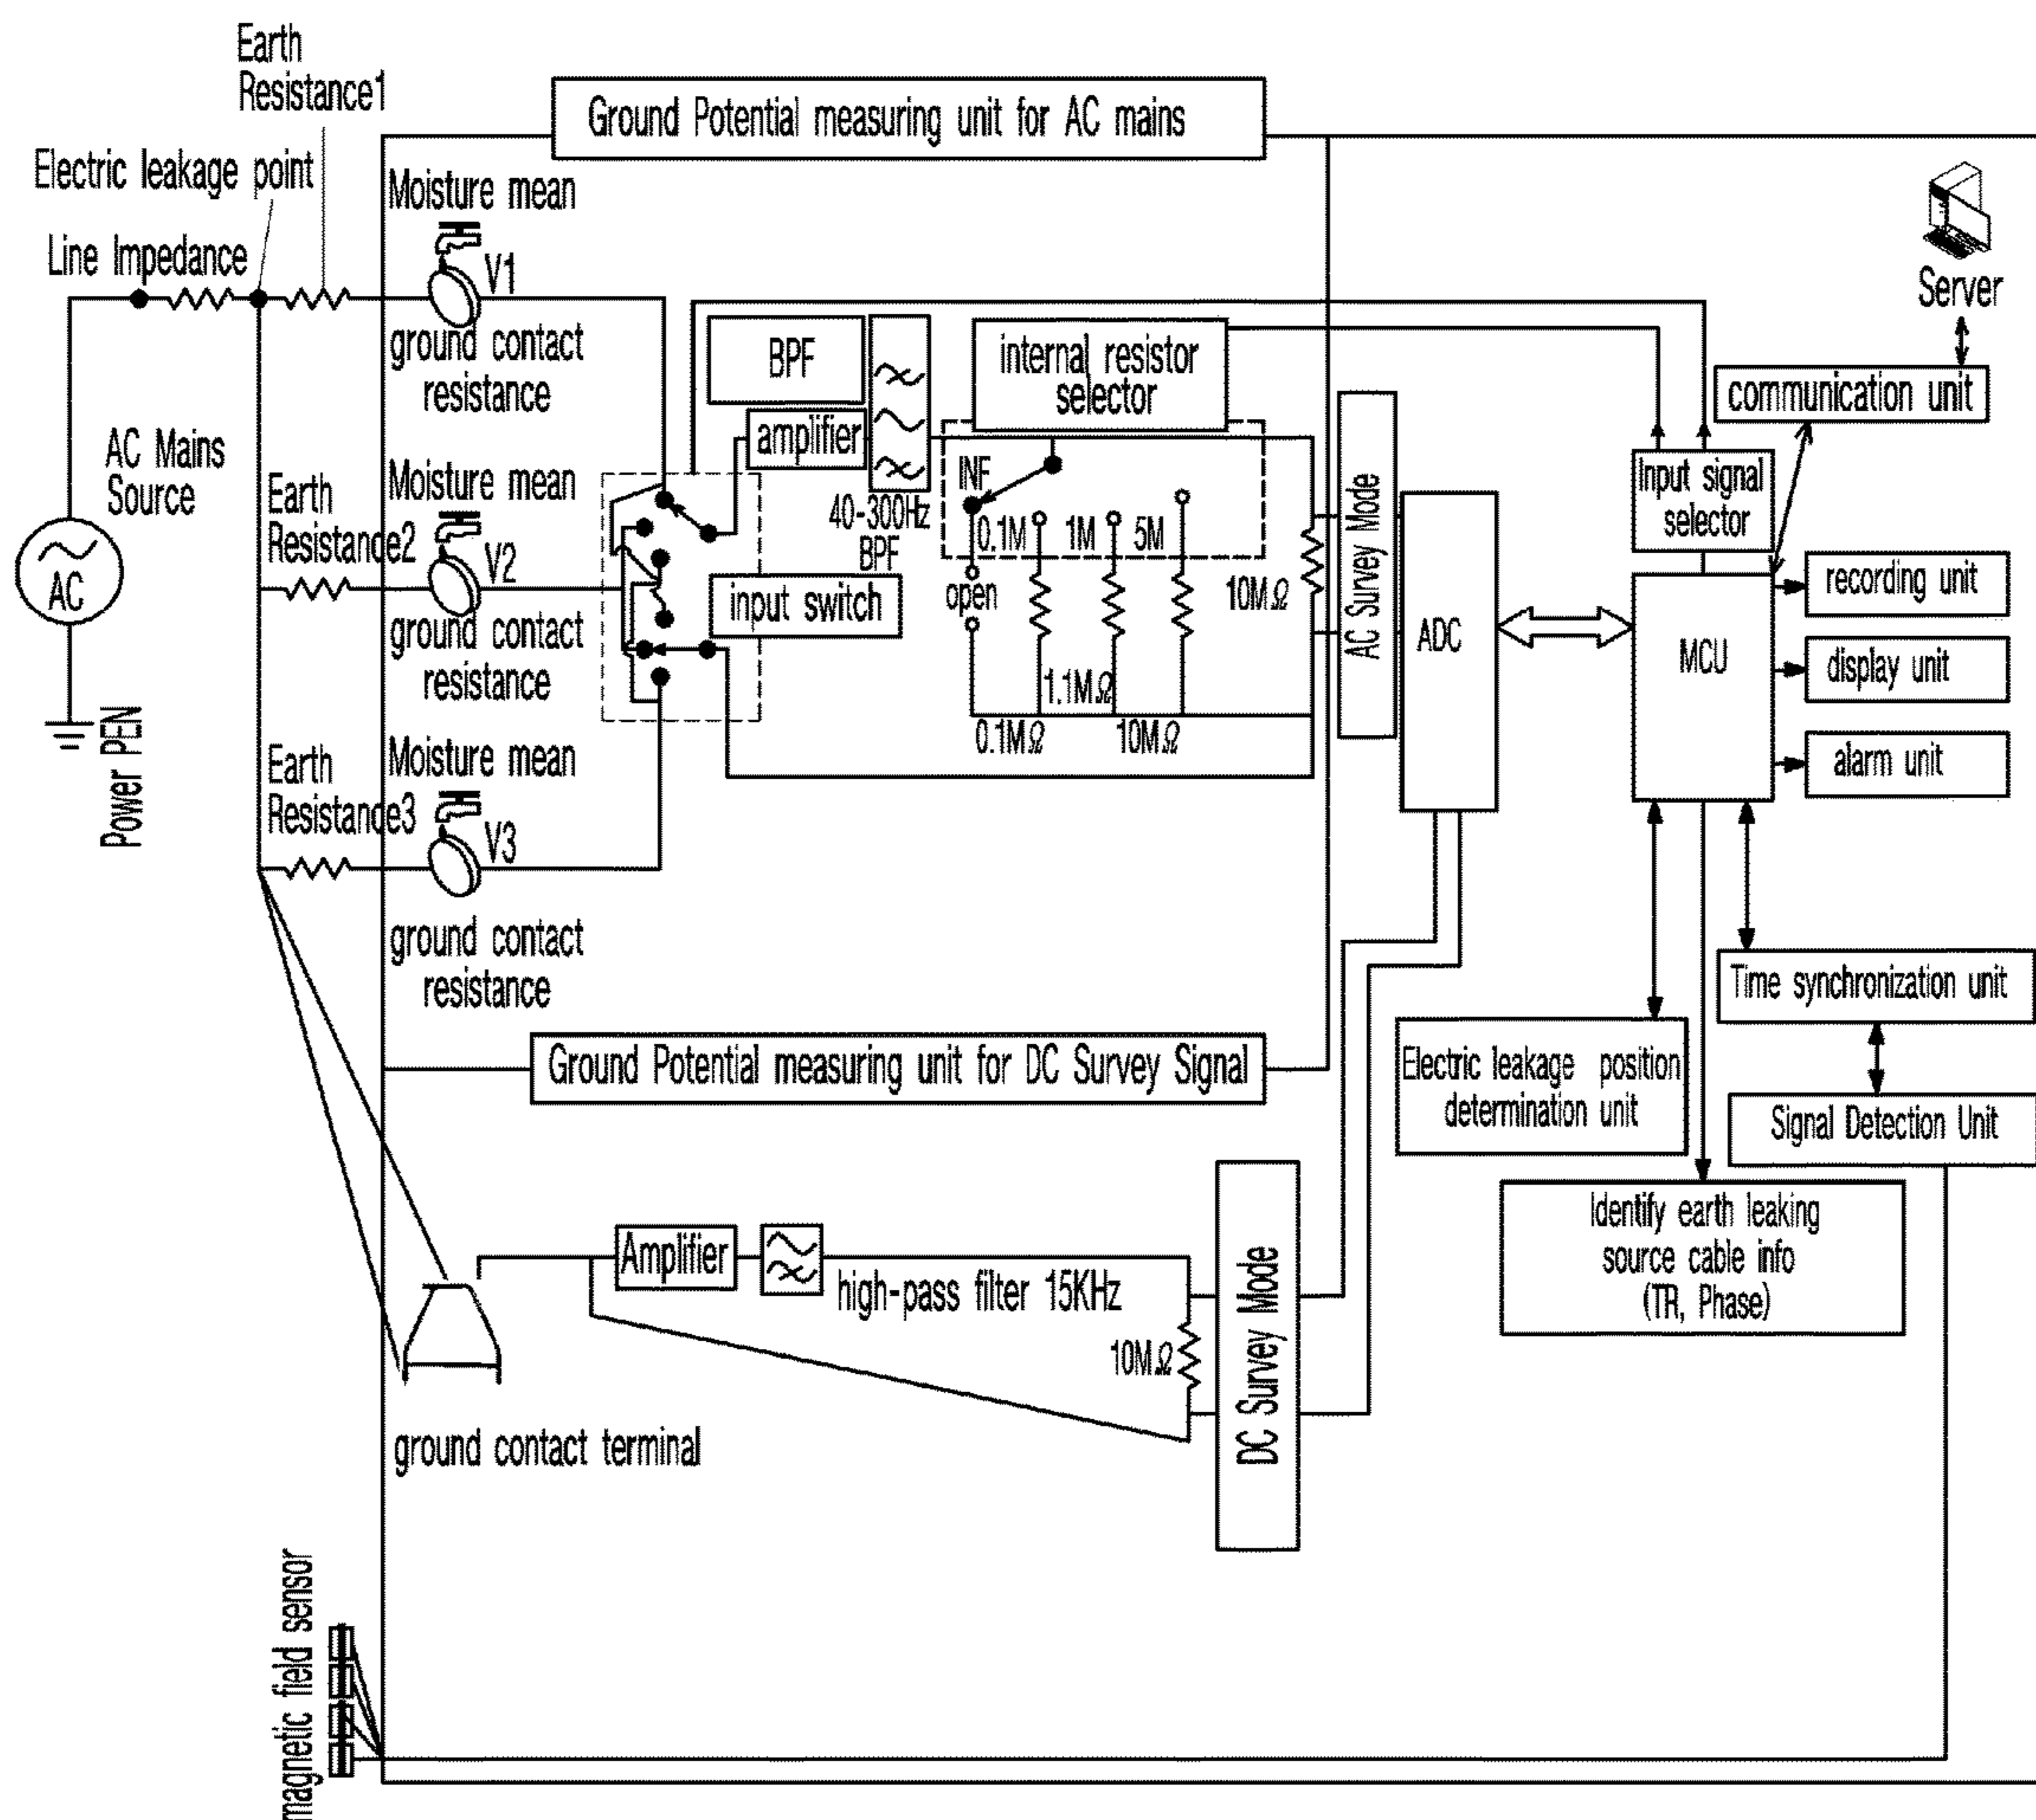 Earth
Resistance1
Ground Potential measuring unit for AC mains
Electric leakage point
Moisture mean
Line Impedance
V1
Server
ground contact
resistance
BPF
internal resistor
selector
communication unit
AC Mains
Source
amplifier
Moisture mean
Earth
Resistance2
INF
40-300Hz
BPF
0.1M
1M
5M
AC Survey Mode
Input signal
selector
V2
AC
input switch
open
10MΩ
ADC
recording unit
ground contact
resistance
MCU
display unit
1.1MΩ
0.1MΩ
10MΩ
Power PEN
Moisture mean
Earth
Resistance3
alarm unit
V3
ground contact
resistance
Time synchronization unit
Ground Potential measuring unit for DC Survey Signal
Electric leakage position
determination unit
Signal Detection Unit
Identify earth leaking
source cable info
(TR, Phase)
Amplifier
high-pass filter 15KHz
10MΩ
DC Survey Mode
ground contact terminal
magnetic field sensor